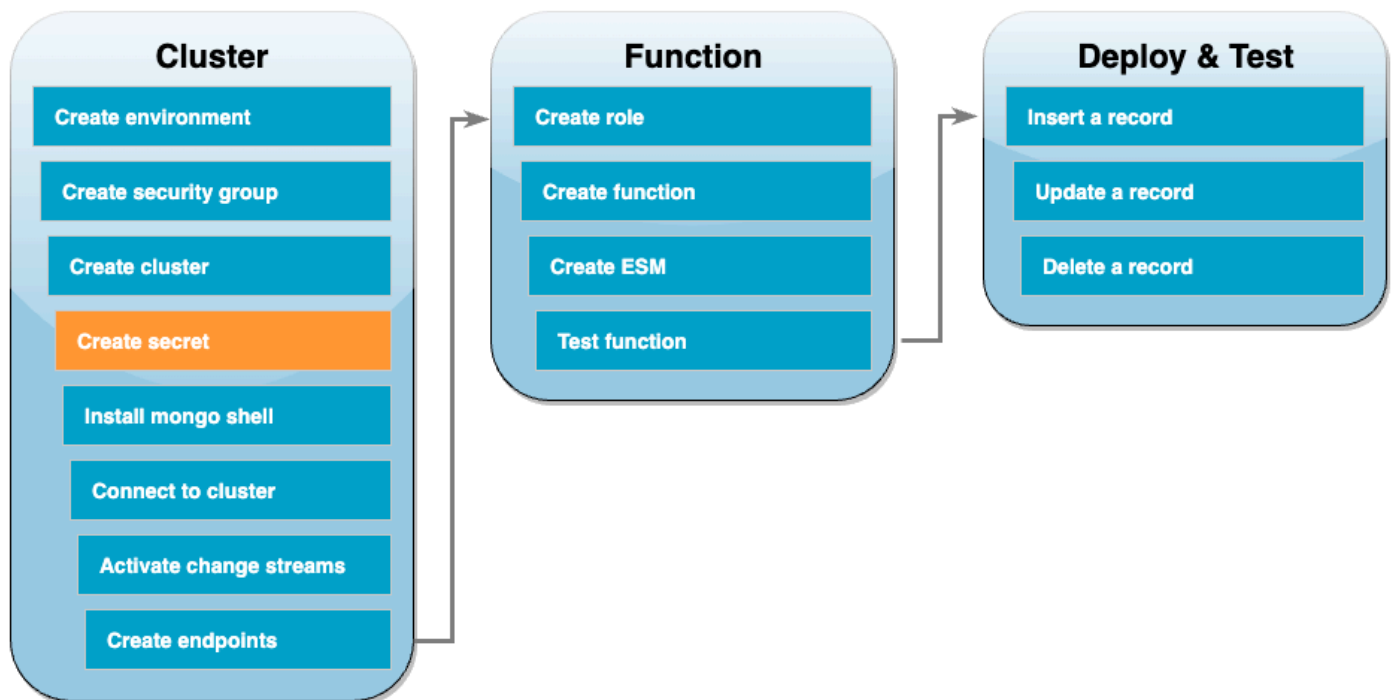 Cluster
Create environment
Create security group
Create cluster
Create secret
Install mongo shell
Connect to cluster
Activate change streams
Create endpoints
Function
Create role
Create function
Create ESM
Test function
Deploy & Test
Insert a record
Update a record
Delete a record